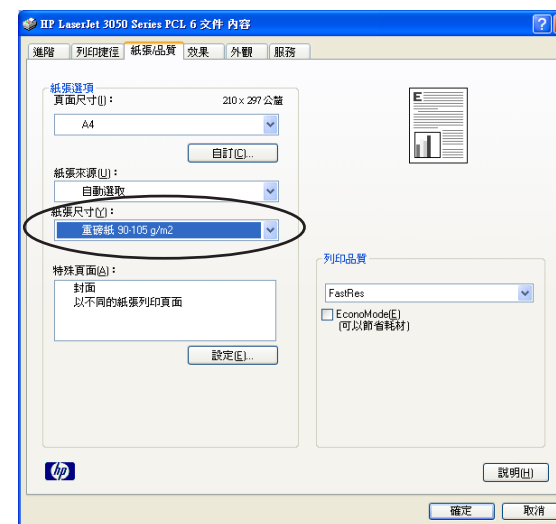 HP LaserJet 3050 Series PCL 6 文件 內容
進階 列印捷徑 紙張/品質 效果 外觀 服務
紙張選項
頁面尺寸(I): 210 x 297 公釐
A4
自訂(C)...
紙張來源(U):
自動選取
紙張尺寸(Y):
重磅紙 90-105 g/m2
特殊頁面(A):
封面
以不同的紙張列印頁面
設定(E)...
E
列印品質
FastRes
EconoMode(E)
(可以節省耗材)
hp
說明(H)
確定 取消